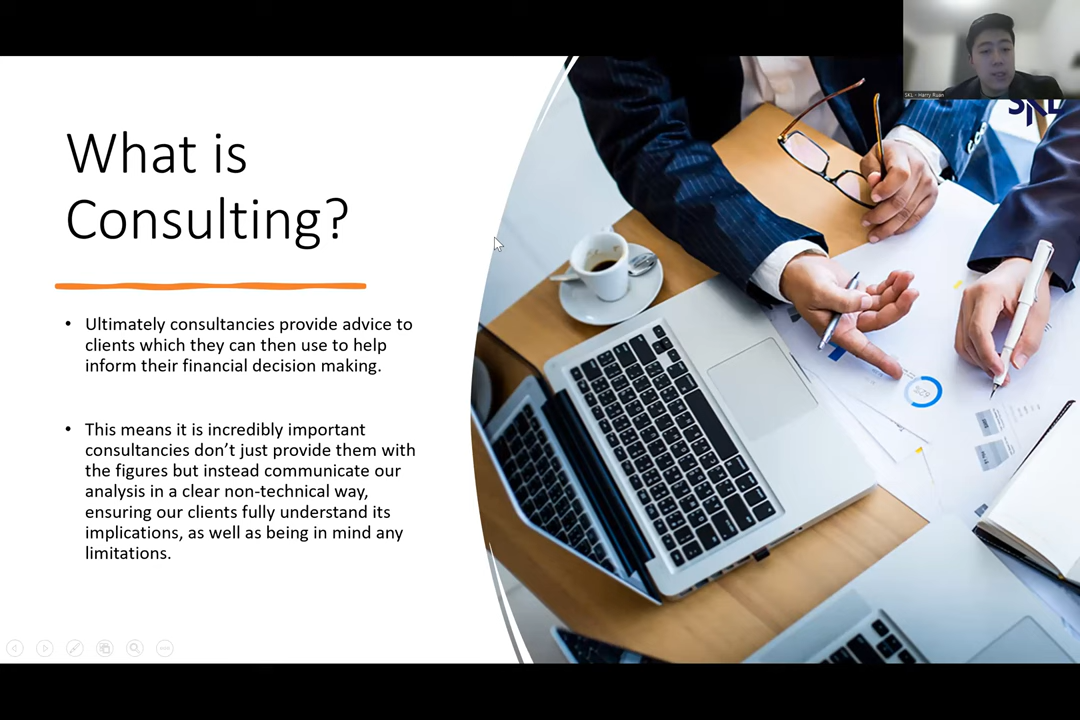 SKL - Harry Ruan
SKL
What is
Consulting?
• Ultimately consultancies provide advice to
clients which they can then use to help
inform their financial decision making.
• This means it is incredibly important
consultancies don’t just provide them with
the figures but instead communicate our
analysis in a clear non-technical way,
ensuring our clients fully understand its
implications, as well as being in mind any
limitations.